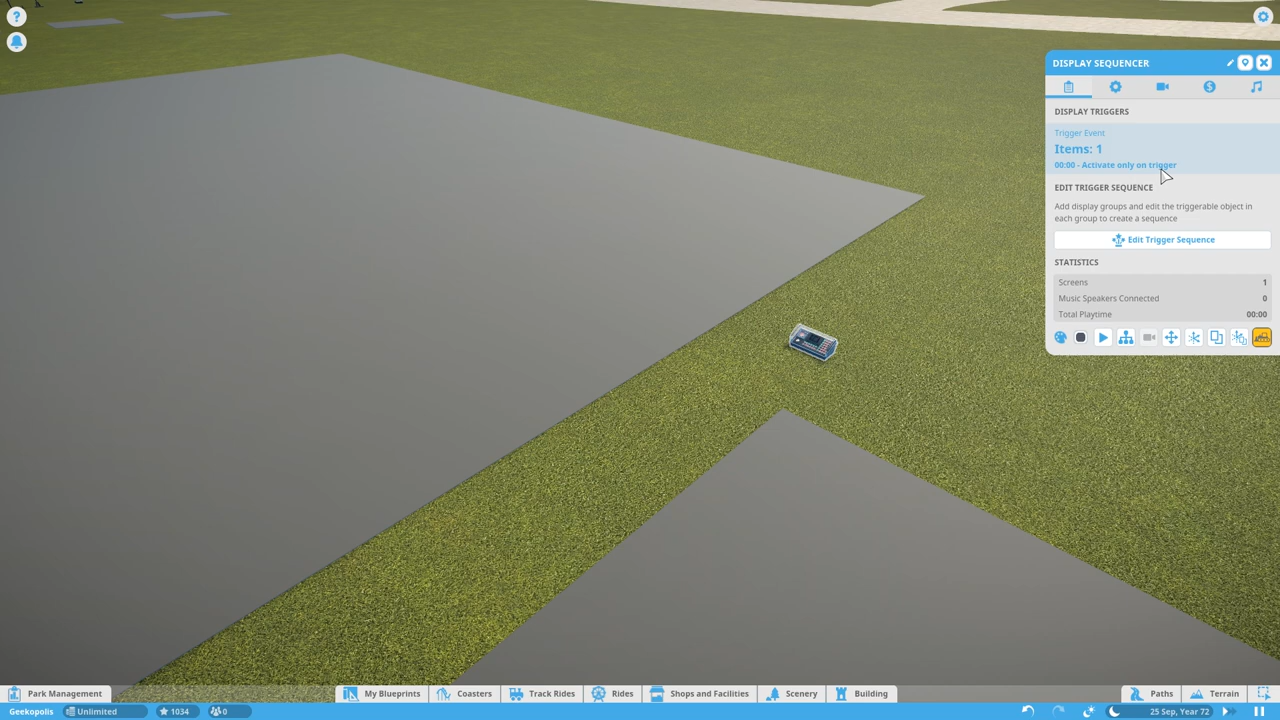 ?
DISPLAY SEQUENCER
DISPLAY TRIGGERS
Trigger Event
Items: 1
00:00 - Activate only on trigger
EDIT TRIGGER SEQUENCE
Add display groups and edit the triggerable object in
each group to create a sequence
Edit Trigger Sequence
STATISTICS
Screens 1
Music Speakers Connected 0
Total Playtime 00:00
Park Management
My Blueprints
Coasters
Track Rides
Rides
Shops and Facilities
Scenery
Building
Paths
Terrain
Geekopolis
Unlimited
1034
0
25 Sep, Year 72